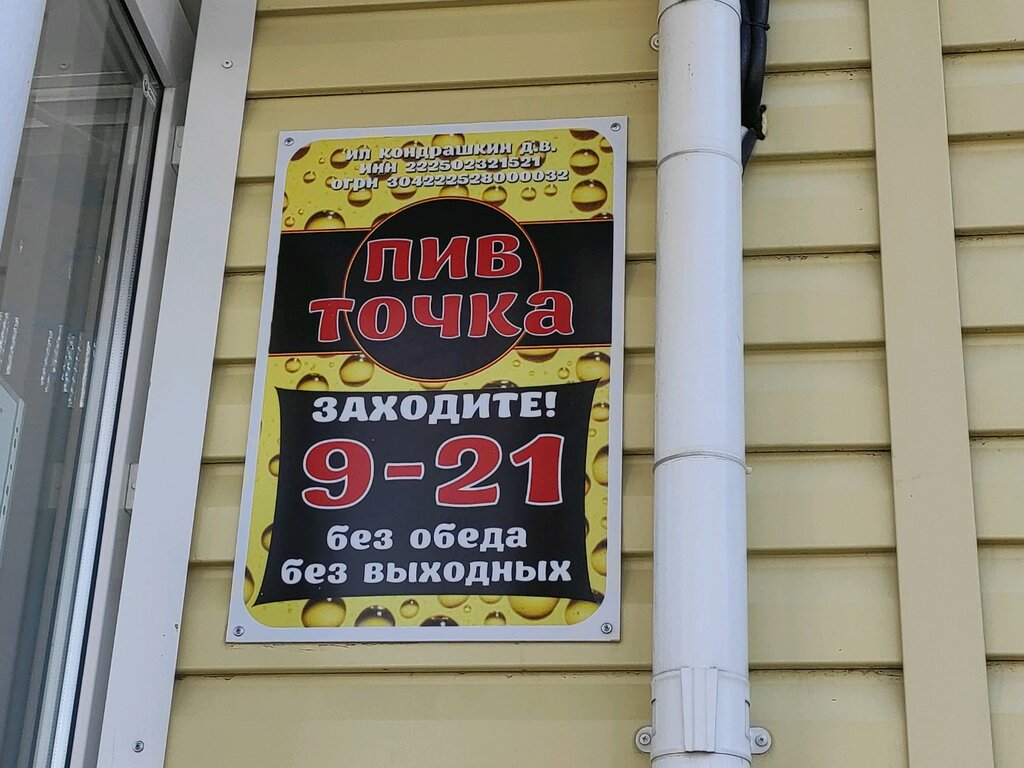 ип кондрашкин д.в.
инн 222502321521
огрн 304222528000032
ПИВ
ТОЧКа
ЗАХОДИТЕ!
9-21
без обеда
без выходных